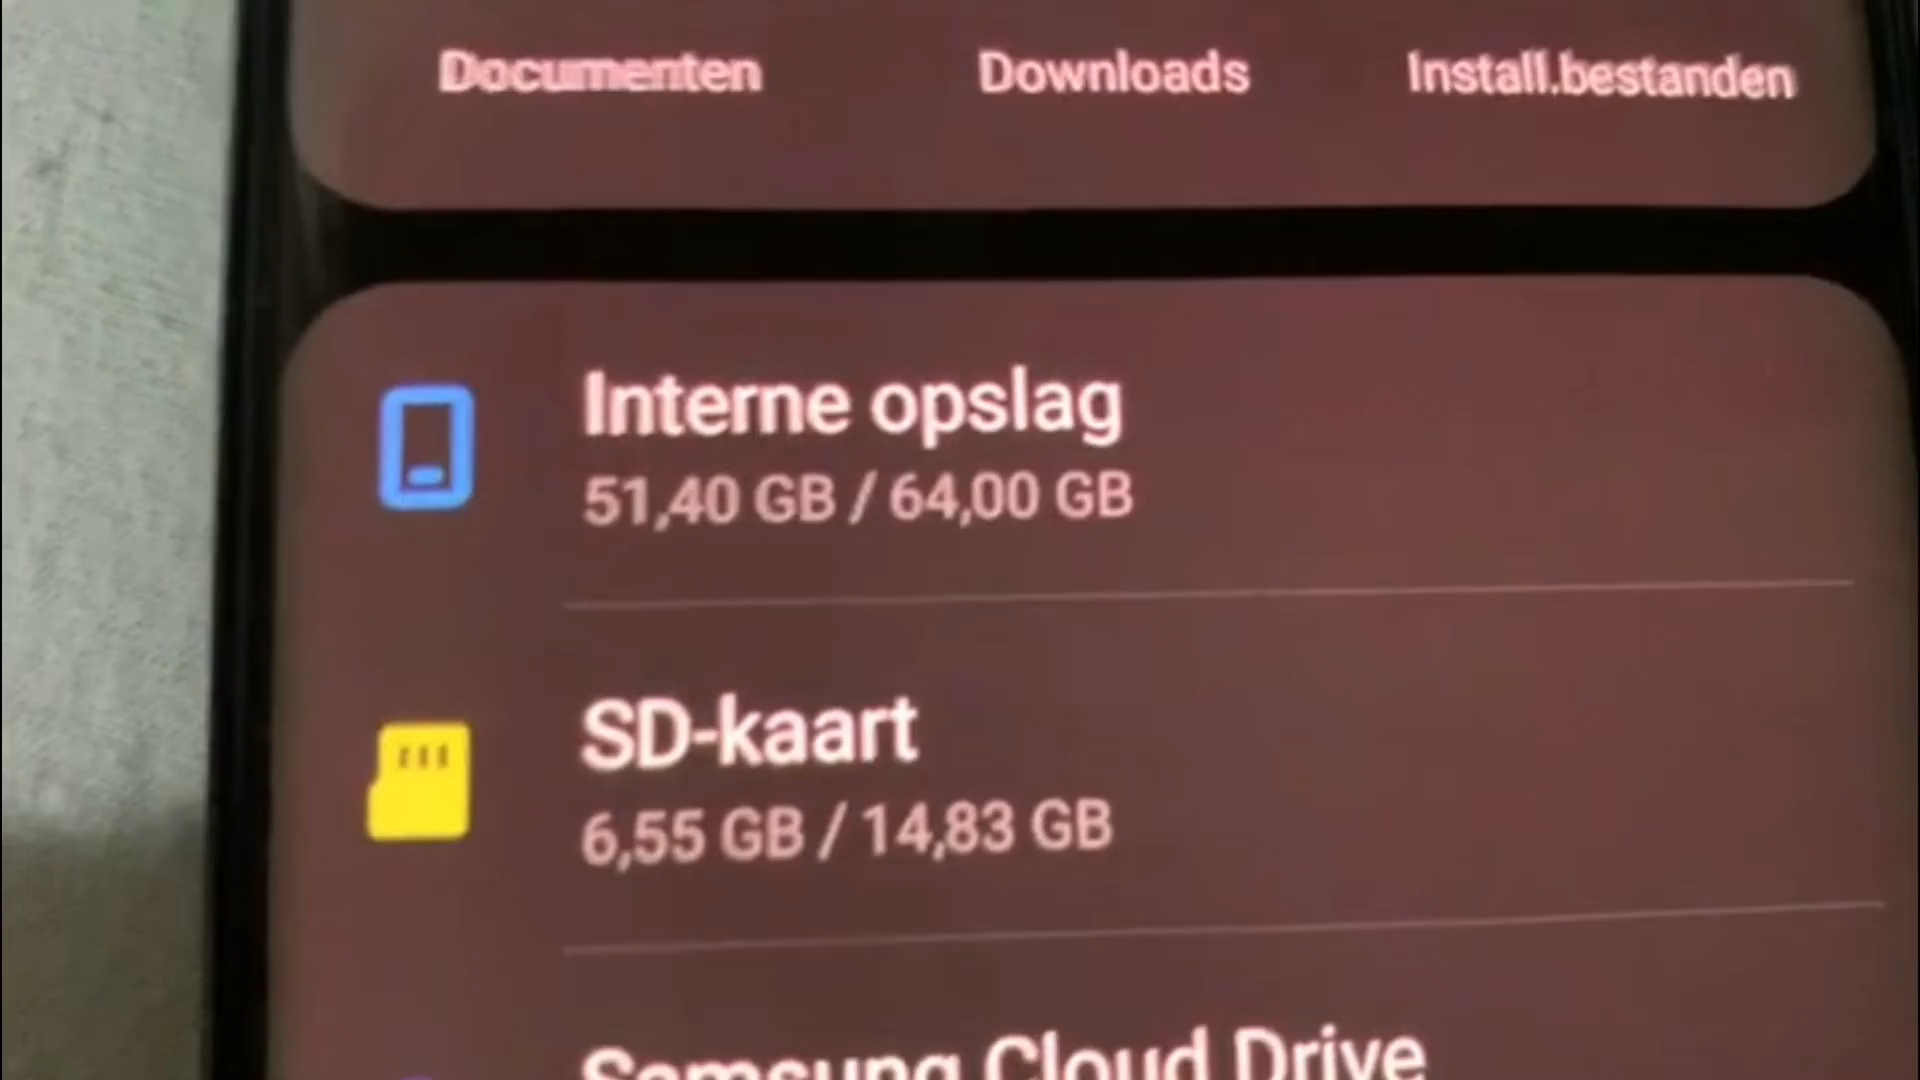 Documenten Downloads Install.bestanden
Interne opslag
51,40 GB / 64,00 GB
SD-kaart
6,55 GB / 14,83 GB
Samsung Cloud Drive